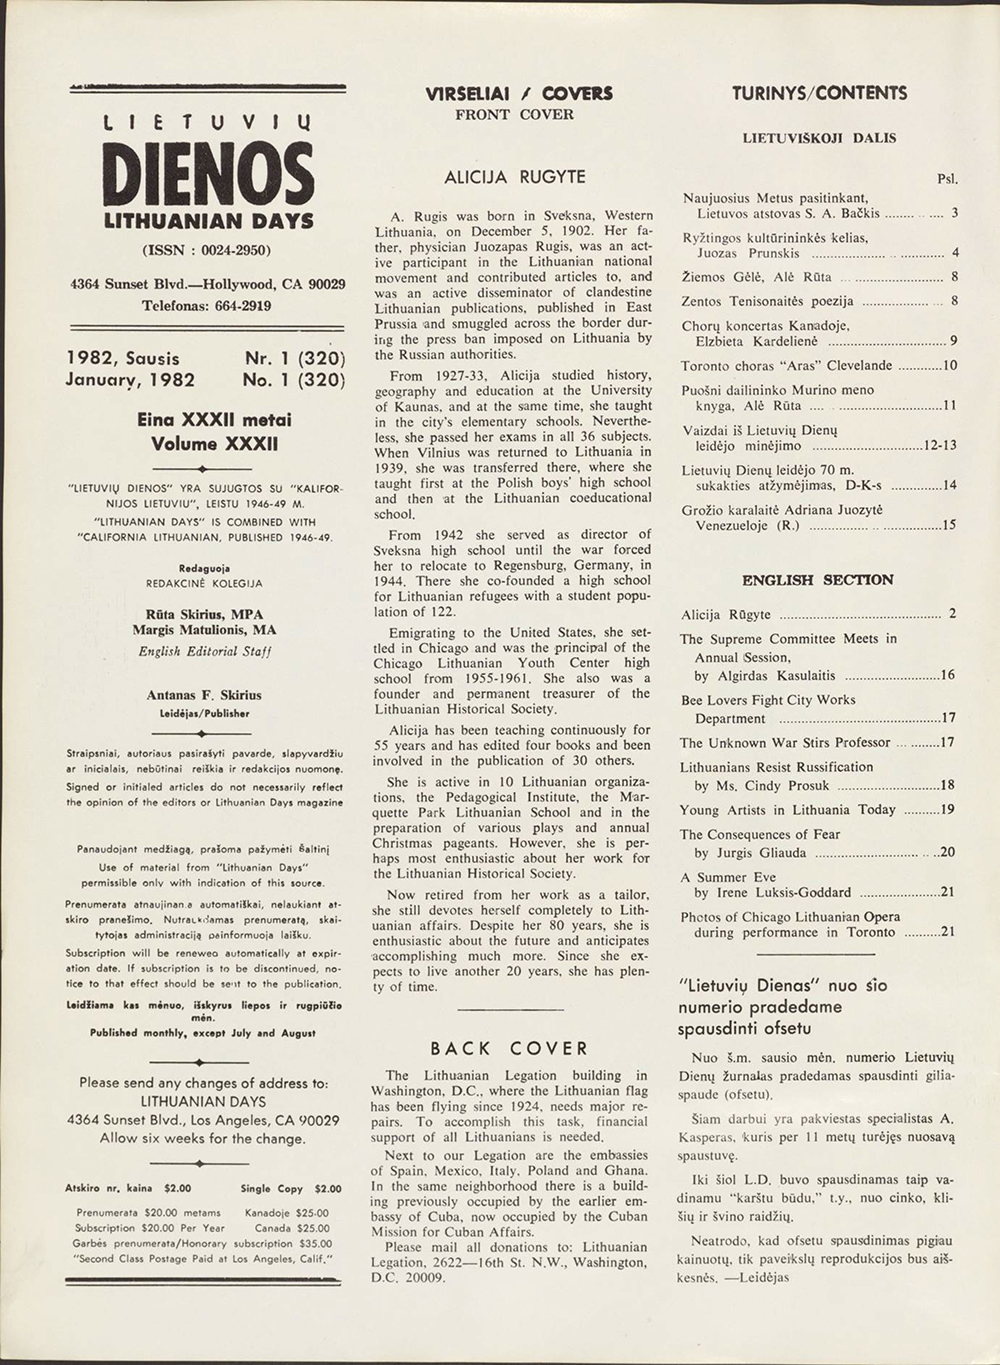 LIETUVIŲ
DIENOS
LITHUANIAN DAYS
(ISSN : 0024-2950)
4364 Sunset Blvd.—Hollywood, CA 90029
Telefonas: 664-2919
1982, Sausis Nr. 1 (320)
January, 1982 No. 1 (320)
Eina XXXII metai
Volume XXXII
"LIETUVIŲ DIENOS" YRA SUJUGTOS SU "KALIFOR-
NIJOS LIETUVIU", LEISTU 1946-49 M.
"LITHUANIAN DAYS" IS COMBINED WITH
"CALIFORNIA LITHUANIAN, PUBLISHED 1946-49.
Redaguoja
REDAKCINĖ KOLEGIJA
Rūta Skirius, MPA
Margis Matulionis, MA
English Editorial Staff
Antanas F. Skirius
Leidėjas/Publisher
Straipsniai, autoriaus pasirašyti pavarde, slapyvardžiu
ar inicialais, nebūtinai reiškia ir redakcijos nuomonę.
Signed or initialed articles do not necessarily reflect
the opinion of the editors or Lithuanian Days magazine
Panaudojant medžiagą, prašoma pažymėti šaltinį
Use of material from "Lithuanian Days"
permissible only with indication of this source.
Prenumerata atnaujinama automatiškai, nelaukiant at-
skiro pranešimo. Nutraukdamas prenumeratą, skai-
tytojas administraciją painformuoja laišku.
Subscription will be renewed automatically at expir-
ation date. If subscription is to be discontinued, no-
tice to that effect should be sent to the publication.
Leidžiama kas mėnuo, išskyrus liepos ir rugpiūčio
mėn.
Published monthly, except July and August
Please send any changes of address to:
LITHUANIAN DAYS
4364 Sunset Blvd., Los Angeles, CA 90029
Allow six weeks for the change.
Atskiro nr. kaina $2.00 Single Copy $2.00
Prenumerata $20.00 metams Kanadoje $25.00
Subscription $20.00 Per Year Canada $25.00
Garbės prenumerata/Honorary subscription $35.00
"Second Class Postage Paid at Los Angeles, Calif."
VIRŠELIAI / COVERS
FRONT COVER
ALICIJA RUGYTE
A. Rugis was born in Sveksna, Western
Lithuania, on December 5, 1902. Her fa-
ther, physician Juozapas Rugis, was an act-
ive participant in the Lithuanian national
movement and contributed articles to, and
was an active disseminator of clandestine
Lithuanian publications, published in East
Prussia and smuggled across the border dur-
ing the press ban imposed on Lithuania by
the Russian authorities.
From 1927-33, Alicija studied history,
geography and education at the University
of Kaunas, and at the same time, she taught
in the city's elementary schools. Neverthe-
less, she passed her exams in all 36 subjects.
When Vilnius was returned to Lithuania in
1939, she was transferred there, where she
taught first at the Polish boys' high school
and then at the Lithuanian coeducational
school.
From 1942 she served as director of
Sveksna high school until the war forced
her to relocate to Regensburg, Germany, in
1944. There she co-founded a high school
for Lithuanian refugees with a student popu-
lation of 122.
Emigrating to the United States, she set-
tled in Chicago and was the principal of the
Chicago Lithuanian Youth Center high
school from 1955-1961. She also was a
founder and permanent treasurer of the
Lithuanian Historical Society.
Alicija has been teaching continuously for
55 years and has edited four books and been
involved in the publication of 30 others.
She is active in 10 Lithuanian organiza-
tions, the Pedagogical Institute, the Mar-
quette Park Lithuanian School and in the
preparation of various plays and annual
Christmas pageants. However, she is per-
haps most enthusiastic about her work for
the Lithuanian Historical Society.
Now retired from her work as a tailor,
she still devotes herself completely to Lith-
uanian affairs. Despite her 80 years, she is
enthusiastic about the future and anticipates
accomplishing much more. Since she ex-
pects to live another 20 years, she has plen-
ty of time.
BACK COVER
The Lithuanian Legation building in
Washington, D.C., where the Lithuanian flag
has been flying since 1924, needs major re-
pairs. To accomplish this task, financial
support of all Lithuanians is needed.
Next to our Legation are the embassies
of Spain, Mexico, Italy, Poland and Ghana.
In the same neighborhood there is a build-
ing previously occupied by the earlier em-
bassy of Cuba, now occupied by the Cuban
Mission for Cuban Affairs.
Please mail all donations to: Lithuanian
Legation, 2622—16th St. N.W., Washington,
D.C. 20009.
TURINYS/CONTENTS
LIETUVIŠKOJI DALIS
Psl.
Naujuosius Metus pasitinkant,
Lietuvos atstovas S. A. Bačkis ........ .. .... 3
Ryžtingos kultūrininkės kelias,
Juozas Prunskis .................... .. ............ 4
Žiemos Gėlė, Alė Rūta ... ........................ 8
Zentos Tenisonaitės poezija ................. ... 8
Chorų koncertas Kanadoje,
Elzbieta Kardelienė ............................... 9
Toronto choras "Aras" Clevelande ............10
Puošni dailininko Murino meno
knyga, Alė Rūta .... . ............................11
Vaizdai iš Lietuvių Dienų
leidėjo minėjimo .............................12-13
Lietuvių Dienų leidėjo 70 m.
sukakties atžymėjimas, D-K-s ..............14
Grožio karalaitė Adriana Juozytė
Venezueloje (R.) ................ .. .................15
ENGLISH SECTION
Alicija Rūgyte ........................................... 2
The Supreme Committee Meets in
Annual Session,
by Algirdas Kasulaitis .........................16
Bee Lovers Fight City Works
Department ..........................................17
The Unknown War Stirs Professor ... ........17
Lithuanians Resist Russification
by Ms. Cindy Prosuk ...........................18
Young Artists in Lithuania Today ..........19
The Consequences of Fear
by Jurgis Gliauda ........................... .. ..20
A Summer Eve
by Irene Luksis-Goddard .....................21
Photos of Chicago Lithuanian Opera
during performance in Toronto ..........21
"Lietuvių Dienas" nuo šio
numerio pradedame
spausdinti ofsetu
Nuo š.m. sausio mėn. numerio Lietuvių
Dienų žurnalas pradedamas spausdinti gilia-
spaude (ofsetu).
Šiam darbui yra pakviestas specialistas A.
Kasperas, kuris per 11 metų turėjęs nuosavą
spaustuvę.
Iki šiol L.D. buvo spausdinamas taip va-
dinamu "karštu būdu," t.y., nuo cinko, kli-
šių ir švino raidžių.
Neatrodo, kad ofsetu spausdinimas pigiau
kainuotų, tik paveikslų reprodukcijos bus aiš-
kesnės. —Leidėjas